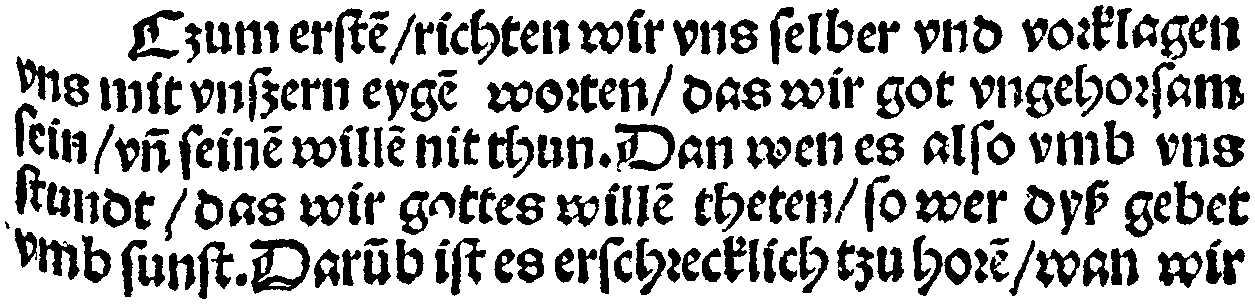 Czum erstē/richten wir vns selber vnd vorklagen
vns mit vnszern eygē worten/ das wir got vngehorsam
sein/vñ seinē willē nit thun. Dan wen es also vmb vns
stundt / das wir gottes willē theten/ so wer dyß gebet
vmb sunst. Darūb ist es erschrecklich tzu horē/wan wir